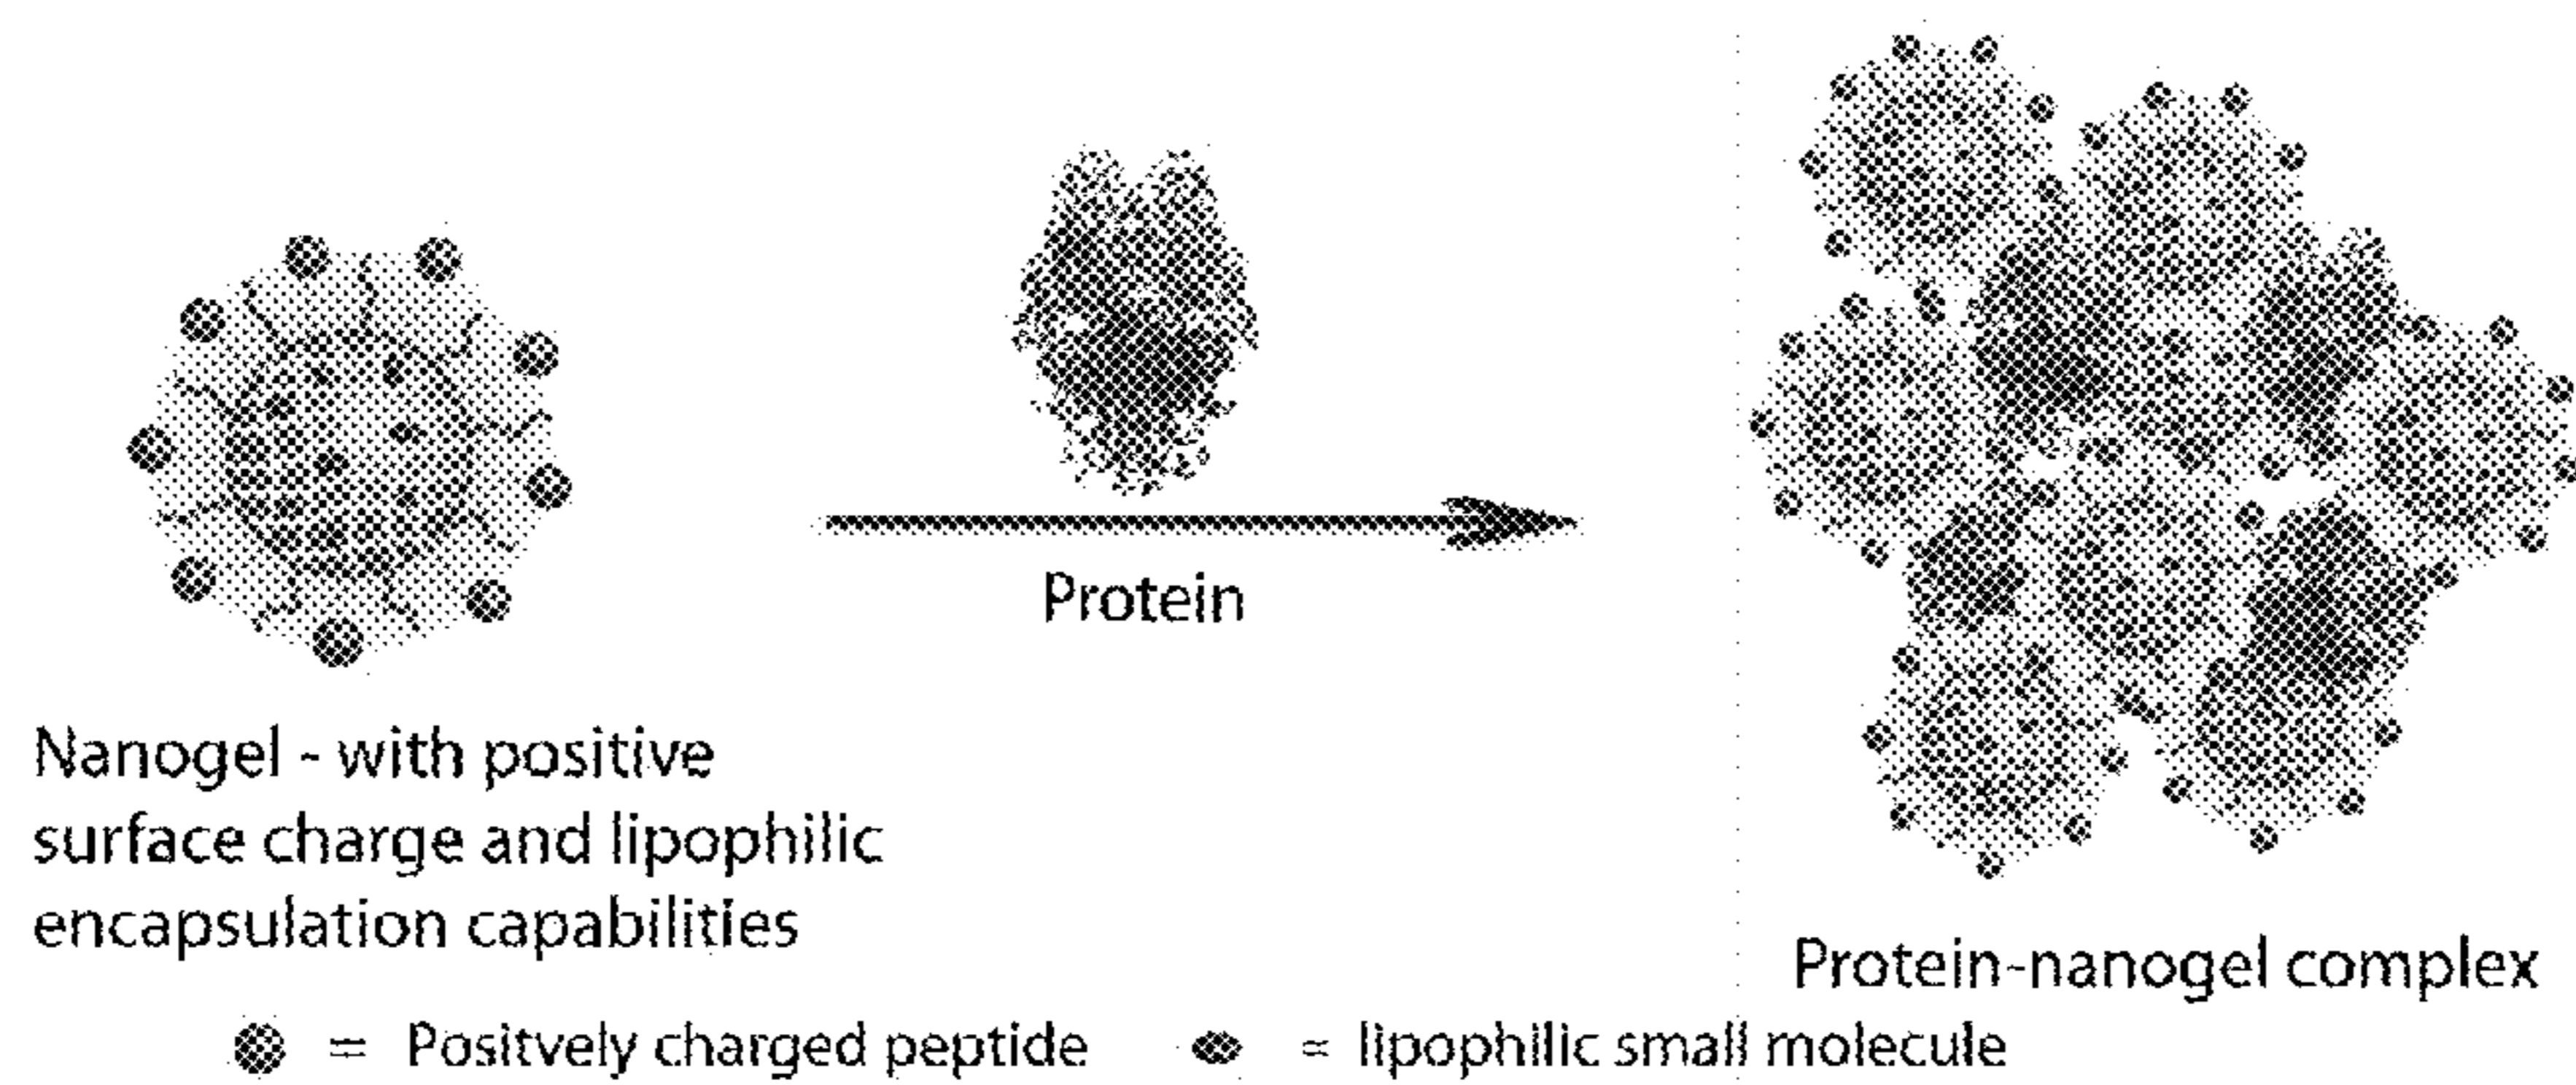 Protein
Nanogel - with positive
surface charge and lipophilic
encapsulation capabilities
Protein-nanogel complex
= Positvely charged peptide
= lipophilic small molecule